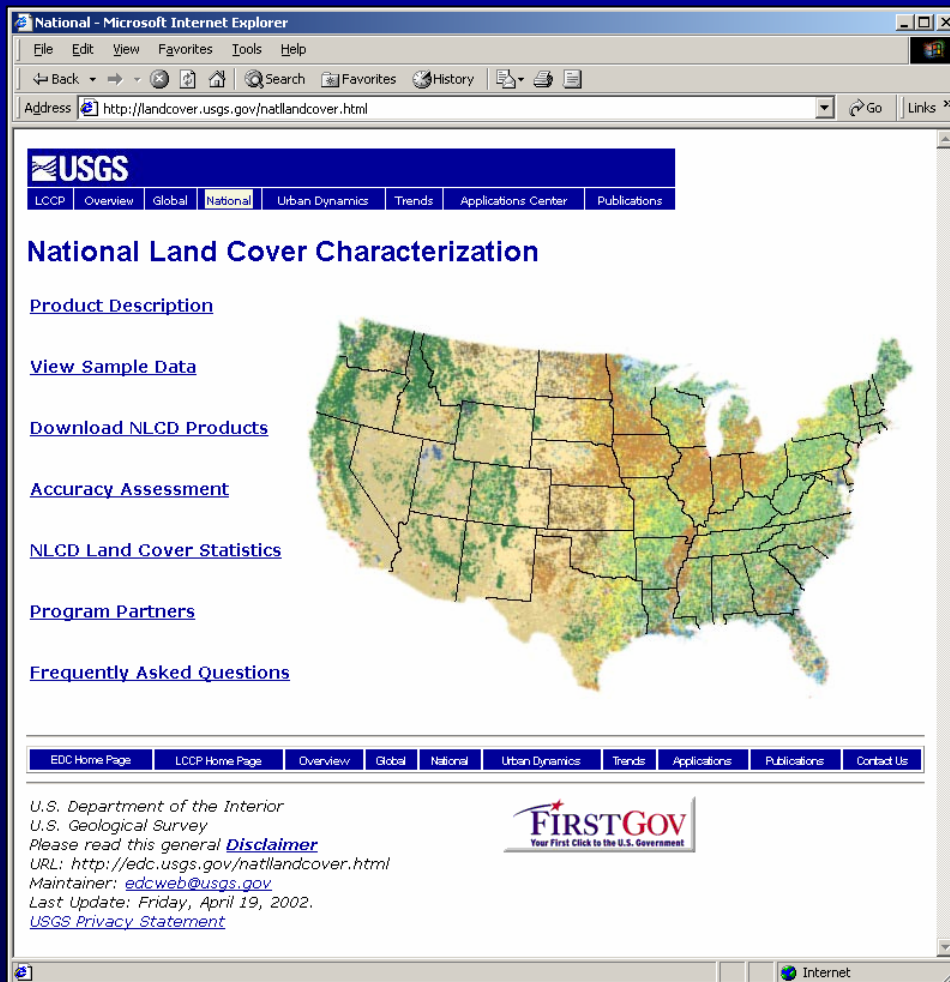 National - Microsoft Internet Explorer
File Edit View Favorites Tools Help
Back Search Favorites History
Address http://landcover.usgs.gov/natllandcover.html Go Links »
USGS
LCCP Overview Global National Urban Dynamics Trends Applications Center Publications
National Land Cover Characterization
Product Description
View Sample Data
Download NLCD Products
Accuracy Assessment
NLCD Land Cover Statistics
Program Partners
Frequently Asked Questions
EDC Home Page LCCP Home Page Overview Global National Urban Dynamics Trends Applications Publications Contact Us
U.S. Department of the Interior
U.S. Geological Survey
Please read this general Disclaimer
URL: http://edc.usgs.gov/natllandcover.html
Maintainer: edcweb@usgs.gov
Last Update: Friday, April 19, 2002.
USGS Privacy Statement
FIRSTGOV
Your First Click to the U.S. Government
Internet